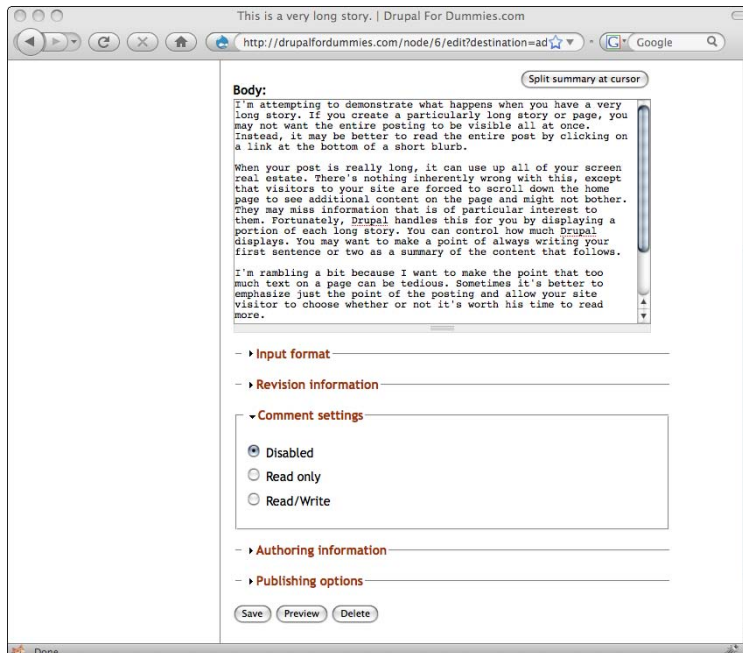 This is a very long story. | Drupal For Dummies.com
http://drupalfordummies.com/node/6/edit?destination=ad
Google
Split summary at cursor
Body:
I'm attempting to demonstrate what happens when you have a very
long story. If you create a particularly long story or page, you
may not want the entire posting to be visible all at once.
Instead, it may be better to read the entire post by clicking on
a link at the bottom of a short blurb.
When your post is really long, it can use up all of your screen
real estate. There's nothing inherently wrong with this, except
that visitors to your site are forced to scroll down the home
page to see additional content on the page and might not bother.
They may miss information that is of particular interest to
them. Fortunately, Drupal handles this for you by displaying a
portion of each long story. You can control how much Drupal
displays. You may want to make a point of always writing your
first sentence or two as a summary of the content that follows.
I'm rambling a bit because I want to make the point that too
much text on a page can be tedious. Sometimes it's better to
emphasize just the point of the posting and allow your site
visitor to choose whether or not it's worth his time to read
more.
Input format
Revision information
Comment settings
Disabled
Read only
Read/Write
Authoring information
Publishing options
Save Preview Delete
Done